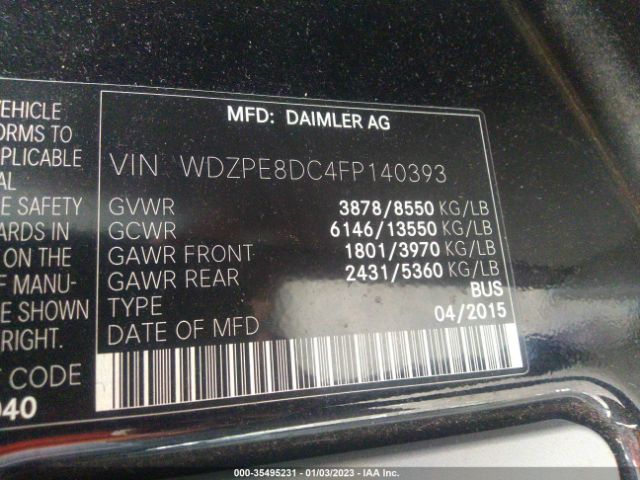 VEHICLE
ORMS TO
PPLICABLE
AL
E SAFETY
ARDS IN
ON THE
OF MANU-
E SHOWN
RIGHT.
T CODE
040
MFD: DAIMLER AG
VIN WDZPE8DC4FP140393
GVWR 3878/8550 KG/LB
GCWR 6146/13550 KG/LB
GAWR FRONT 1801/3970 KG/LB
GAWR REAR 2431/5360 KG/LB
TYPE BUS
DATE OF MFD 04/2015
000-35495231 - 01/03/2023 - IAA Inc.